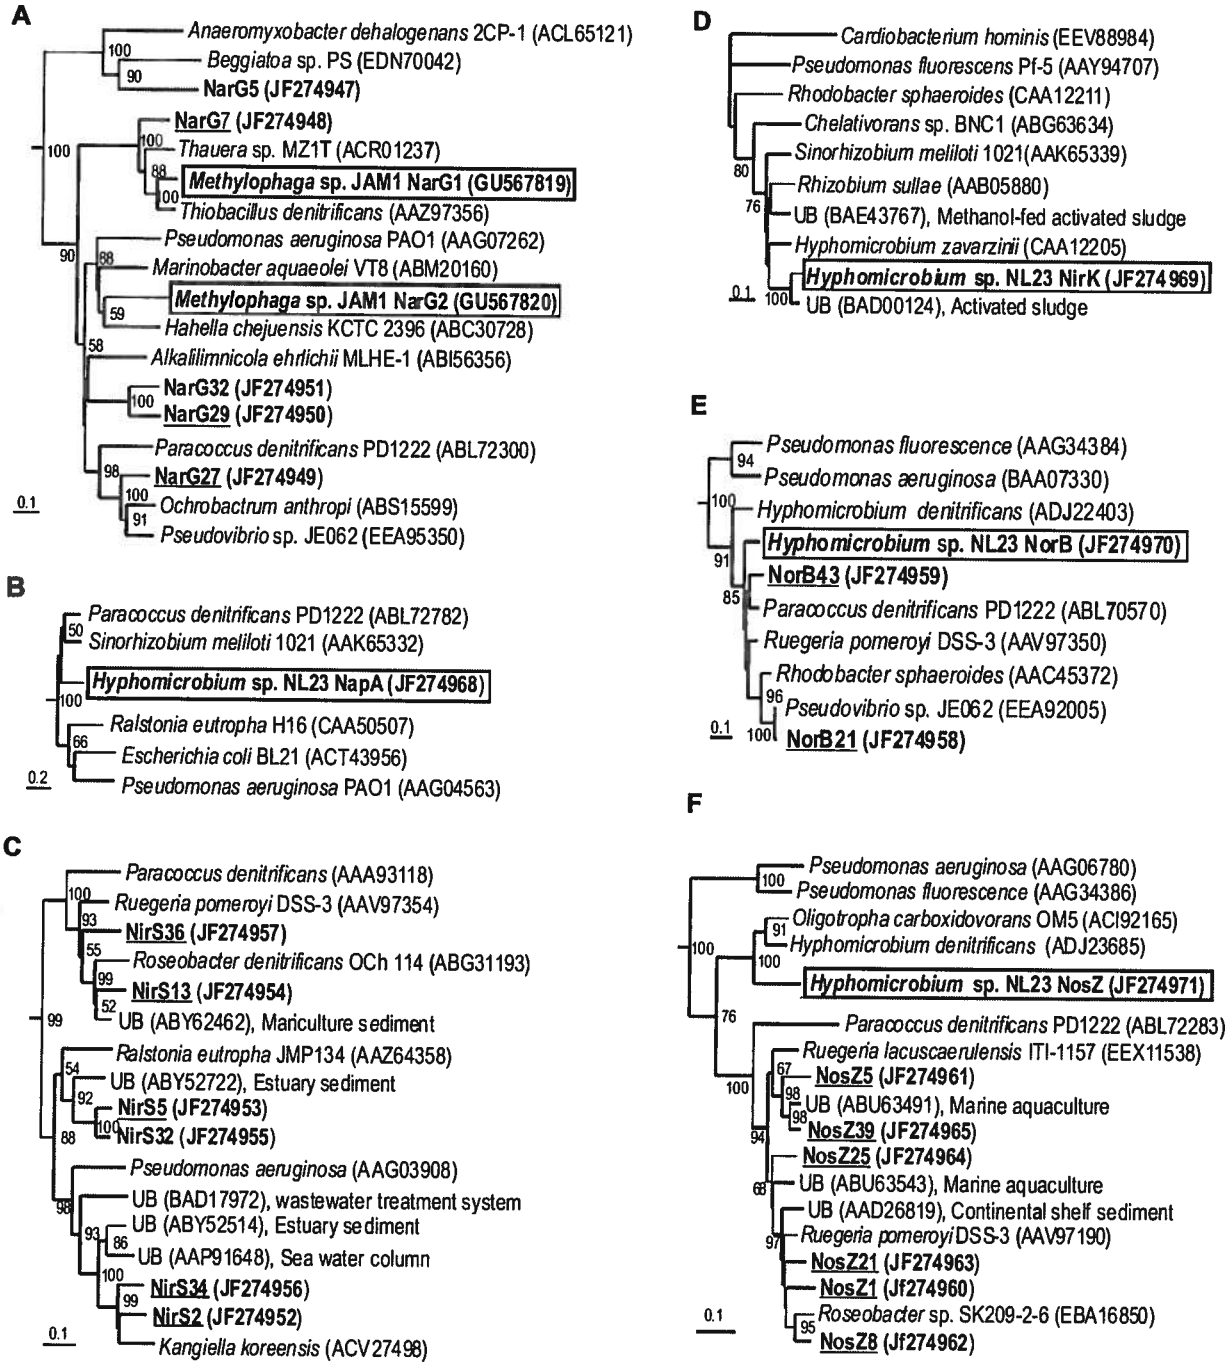 A
Anaeromyxobacter dehalogenans 2CP-1 (ACL65121)
100
Beggiatoa sp. PS (EDN70042)
90
NarG5 (JF274947)
NarG7 (JF274948)
100
100
Thauera sp. MZ1T (ACR01237)
88
Methylophaga sp. JAM1 NarG1 (GU567819)
100
Thiobacillus denitrificans (AAZ97356)
Pseudomonas aeruginosa PAO1 (AAG07262)
90
88
Marinobacter aquaeolei VT8 (ABM20160)
Methylophaga sp. JAM1 NarG2 (GU567820)
59
Hahella chejuensis KCTC 2396 (ABC30728)
58
Alkalilimnicola ehrlichii MLHE-1 (ABI56356)
NarG32 (JF274951)
100
NarG29 (JF274950)
Paracoccus denitrificans PD1222 (ABL72300)
98
NarG27 (JF274949)
100
Ochrobactrum anthropi (ABS15599)
91
Pseudovibrio sp. JE062 (EEA95350)
0.1
B
Paracoccus denitrificans PD1222 (ABL72782)
50
Sinorhizobium meliloti 1021 (AAK65332)
Hyphomicrobium sp. NL23 NapA (JF274968)
100
Ralstonia eutropha H16 (CAA50507)
66
Escherichia coli BL21 (ACT43956)
Pseudomonas aeruginosa PAO1 (AAG04563)
0.2
C
Paracoccus denitrificans (AAA93118)
100
Ruegeria pomeroyi DSS-3 (AAV97354)
93
NirS36 (JF274957)
55
Roseobacter denitrificans OCh 114 (ABG31193)
99
NirS13 (JF274954)
52
UB (ABY62462), Mariculture sediment
99
Ralstonia eutropha JMP134 (AAZ64358)
54
UB (ABY52722), Estuary sediment
92
NirS5 (JF274953)
100
NirS32 (JF274955)
88
Pseudomonas aeruginosa (AAG03908)
98
UB (BAD17972), wastewater treatment system
93
UB (ABY52514), Estuary sediment
86
UB (AAP91648), Sea water column
100
NirS34 (JF274956)
99
NirS2 (JF274952)
Kangiella koreensis (ACV27498)
0.1
D
Cardiobacterium hominis (EEV88984)
Pseudomonas fluorescens Pf-5 (AAY94707)
Rhodobacter sphaeroides (CAA12211)
Chelativorans sp. BNC1 (ABG63634)
80
Sinorhizobium meliloti 1021(AAK65339)
Rhizobium sullae (AAB05880)
76
UB (BAE43767), Methanol-fed activated sludge
Hyphomicrobium zavarzinii (CAA12205)
Hyphomicrobium sp. NL23 NirK (JF274969)
100
UB (BAD00124), Activated sludge
0.1
E
Pseudomonas fluorescence (AAG34384)
94
Pseudomonas aeruginosa (BAA07330)
100
Hyphomicrobium denitrificans (ADJ22403)
Hyphomicrobium sp. NL23 NorB (JF274970)
91
NorB43 (JF274959)
85
Paracoccus denitrificans PD1222 (ABL70570)
Ruegeria pomeroyi DSS-3 (AAV97350)
Rhodobacter sphaeroides (AAC45372)
96
Pseudovibrio sp. JE062 (EEA92005)
100
NorB21 (JF274958)
0.1
F
Pseudomonas aeruginosa (AAG06780)
100
Pseudomonas fluorescence (AAG34386)
Oligotropha carboxidovorans OM5 (ACI92165)
91
Hyphomicrobium denitrificans (ADJ23685)
100
100
Hyphomicrobium sp. NL23 NosZ (JF274971)
76
Paracoccus denitrificans PD1222 (ABL72283)
Ruegeria lacuscaerulensis ITI-1157 (EEX11538)
67
100
NosZ5 (JF274961)
98
UB (ABU63491), Marine aquaculture
98
NosZ39 (JF274965)
94
NosZ25 (JF274964)
68
UB (ABU63543), Marine aquaculture
UB (AAD26819), Continental shelf sediment
97
Ruegeria pomeroyi DSS-3 (AAV97190)
NosZ21 (JF274963)
NosZ1 (Jf274960)
Roseobacter sp. SK209-2-6 (EBA16850)
95
NosZ8 (Jf274962)
0.1